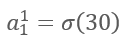 a₁¹ = σ(30)